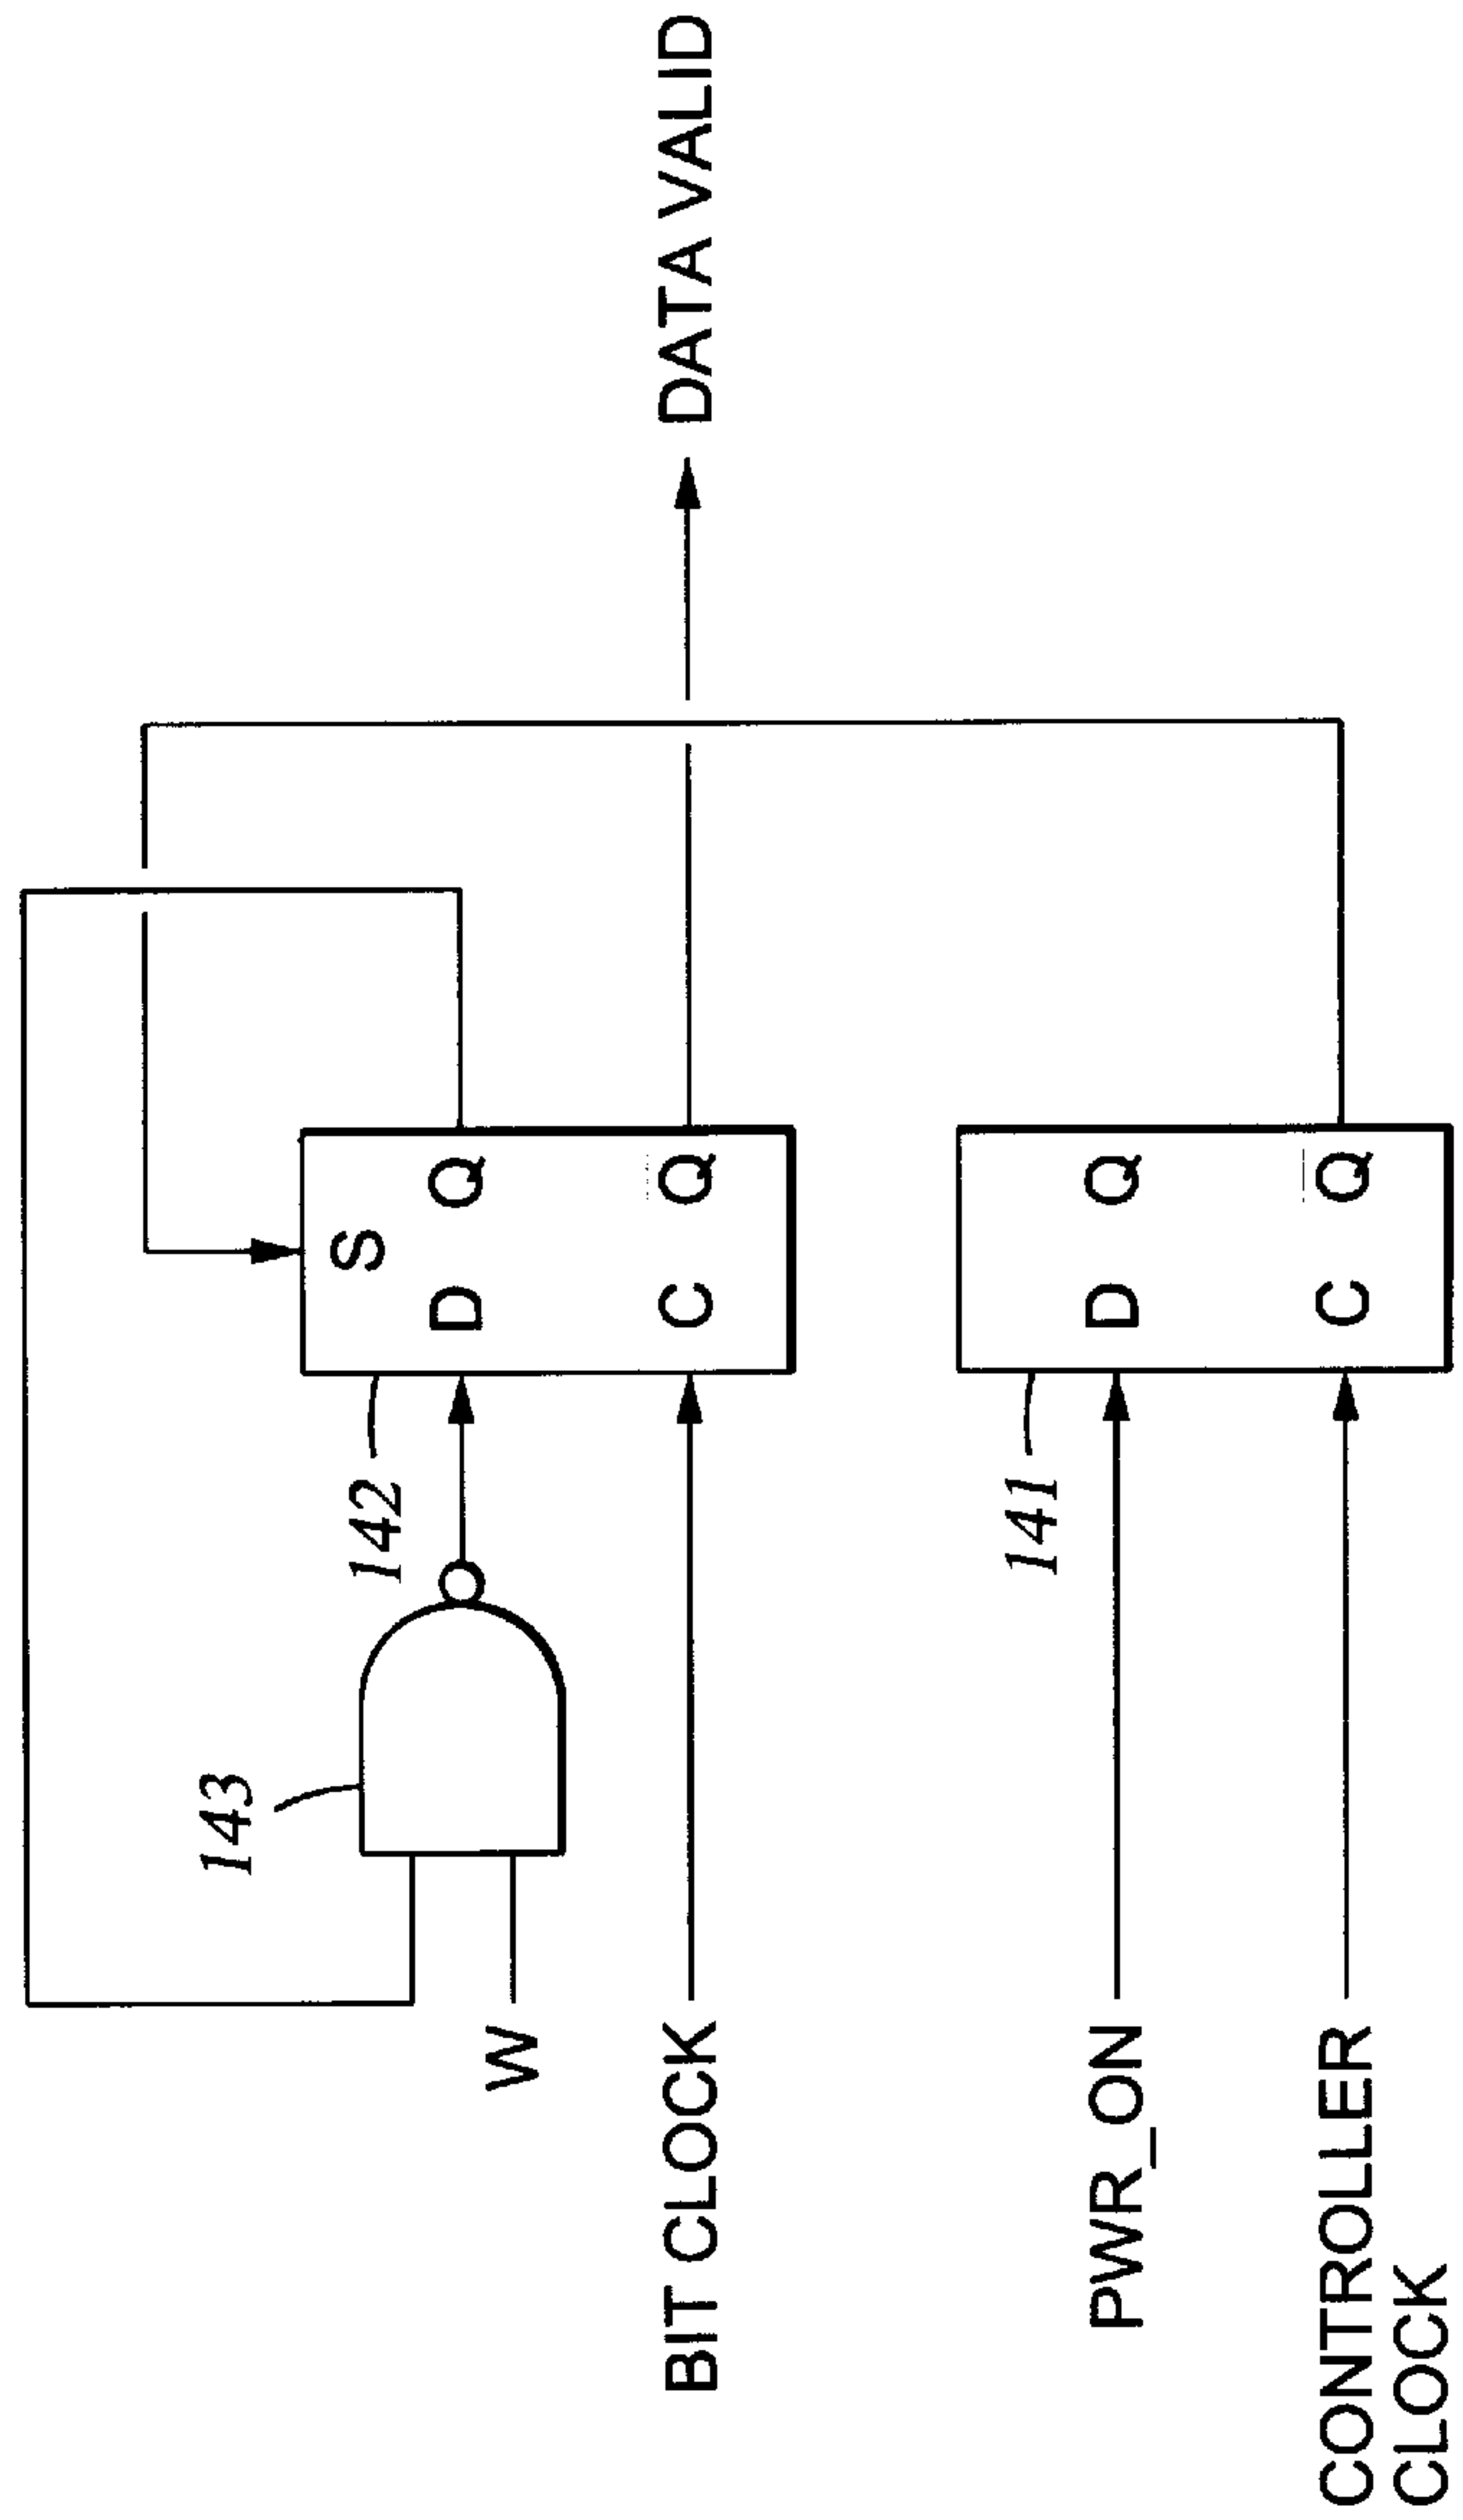 143
142
S
W
D Q
BIT CLOCK
C Q̅
DATA VALID
141
PWR_ON
D Q
CONTROLLER
CLOCK
C Q̅